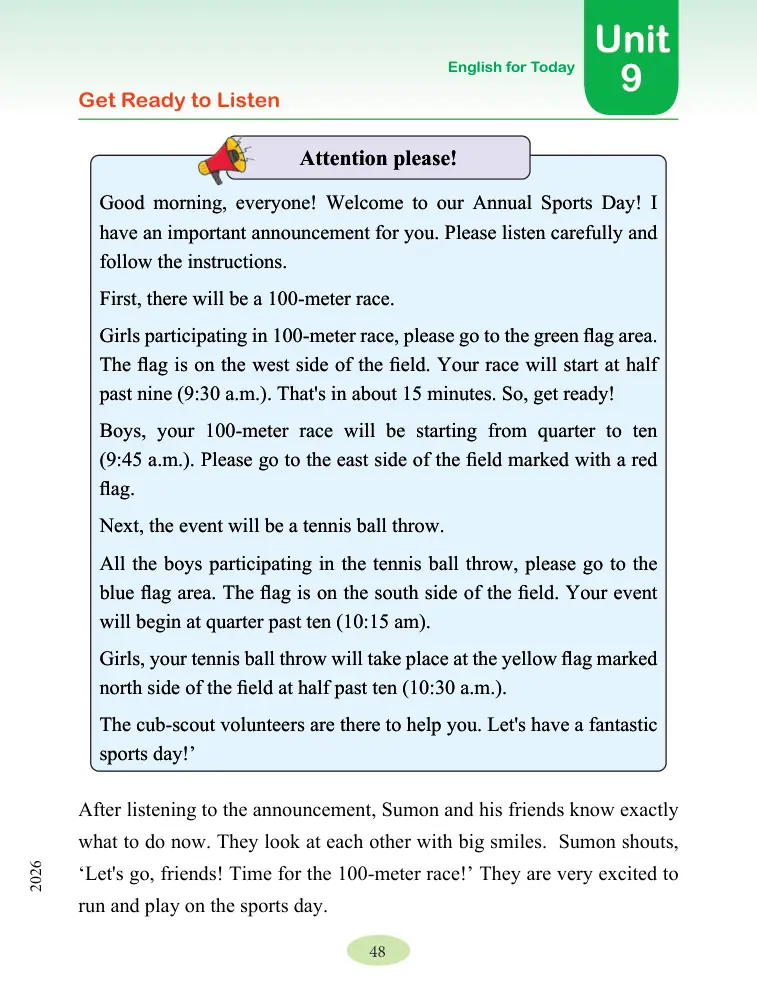 Unit
9
English for Today
Get Ready to Listen
Attention please!
Good morning, everyone! Welcome to our Annual Sports Day! I
have an important announcement for you. Please listen carefully and
follow the instructions.
First, there will be a 100-meter race.
Girls participating in 100-meter race, please go to the green flag area.
The flag is on the west side of the field. Your race will start at half
past nine (9:30 a.m.). That's in about 15 minutes. So, get ready!
Boys, your 100-meter race will be starting from quarter to ten
(9:45 a.m.). Please go to the east side of the field marked with a red
flag.
Next, the event will be a tennis ball throw.
All the boys participating in the tennis ball throw, please go to the
blue flag area. The flag is on the south side of the field. Your event
will begin at quarter past ten (10:15 am).
Girls, your tennis ball throw will take place at the yellow flag marked
north side of the field at half past ten (10:30 a.m.).
The cub-scout volunteers are there to help you. Let's have a fantastic
sports day!’
After listening to the announcement, Sumon and his friends know exactly
what to do now. They look at each other with big smiles.  Sumon shouts,
‘Let's go, friends! Time for the 100-meter race!’ They are very excited to
run and play on the sports day.
2026
48